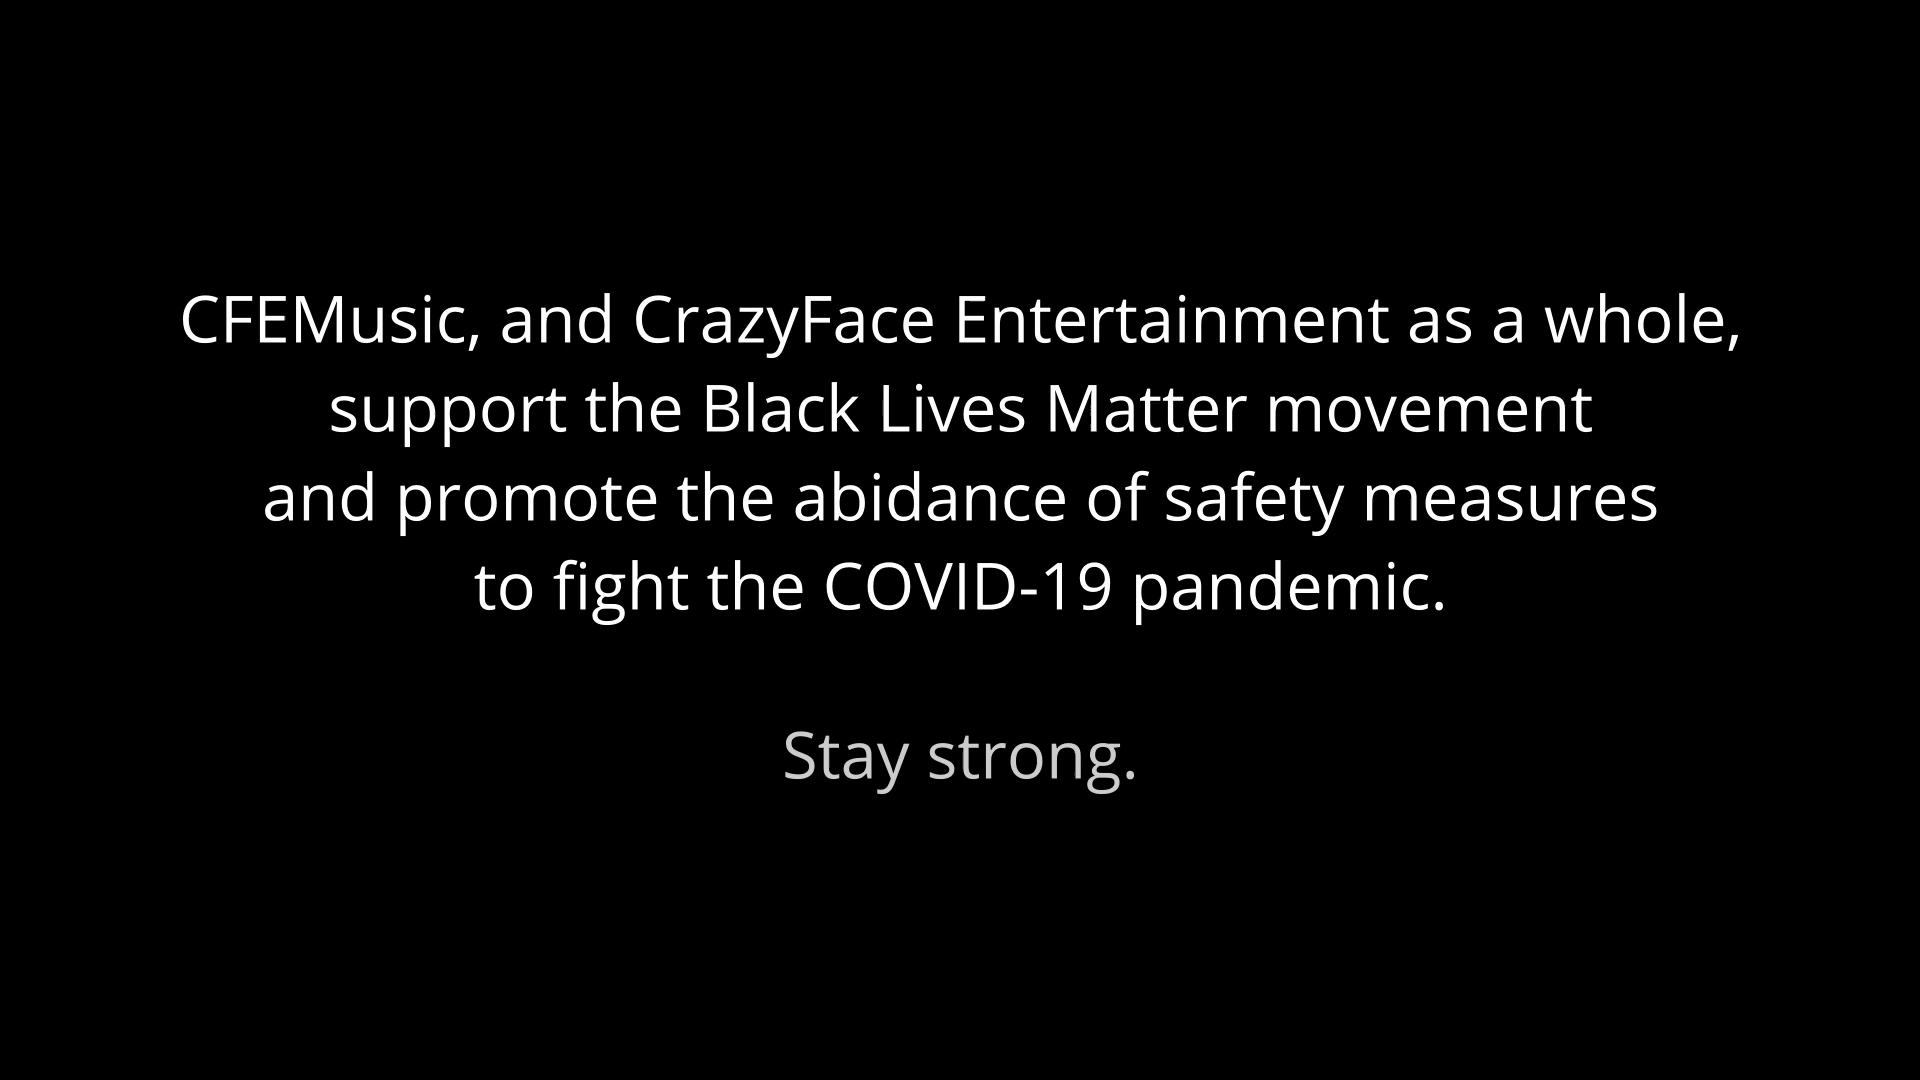 CFEMusic, and CrazyFace Entertainment as a whole,
support the Black Lives Matter movement
and promote the abidance of safety measures
to fight the COVID-19 pandemic.
Stay strong.